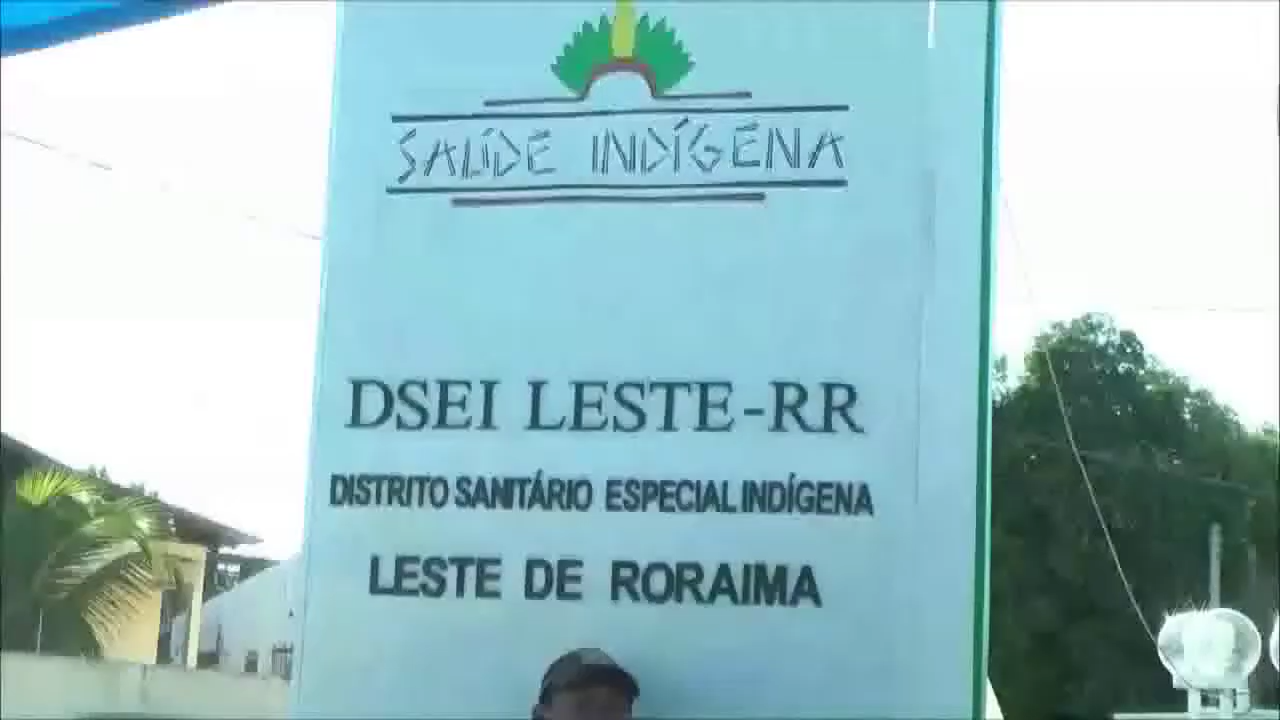 SAÚDE INDÍGENA
DSEI LESTE-RR
DISTRITO SANITÁRIO ESPECIAL INDÍGENA
LESTE DE RORAIMA